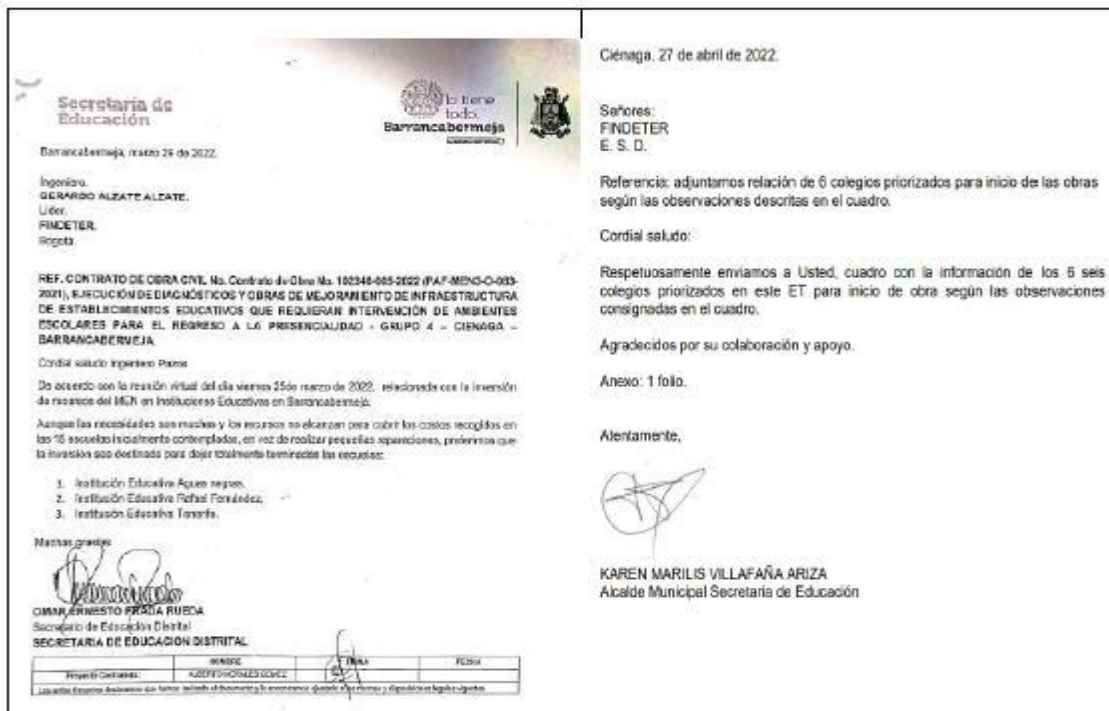 Secretaría de
Educación
lo tiene
todo.
Barrancabermeja
Barrancabermeja, marzo 29 de 2022.
Ingeniero.
GERARDO ALZATE ALZATE.
Líder.
FINDETER.
Bogotá.
REF. CONTRATO DE OBRA CIVIL No. Contrato de Obra No.
2021), EJECUCIÓN DE DIAGNÓSTICOS Y OBRAS DE MEJORAMIENTO DE INFRAESTRUCTURA
DE ESTABLECIMIENTOS EDUCATIVOS QUE REQUIERAN INTERVENCIÓN DE AMBIENTES
ESCOLARES PARA EL REGRESO A LA PRESENCIALIDAD - GRUPO 4 – CIENAGA –
BARRANCABERMEJA.
Cordial saludo Ingeniero
De acuerdo con la reunión virtual del día viernes 25de marzo de 2022, relacionada con la inversión
de recursos del MEN en Instituciones Educativas en Barrancabermeja.
Aunque las necesidades son muchas y los recursos no alcanzan para cubrir los costos recogidos en
las escuelas inicialmente contempladas, en vez de realizar pequeñas reparaciones, preferimos que
la inversión sea destinada para dejar totalmente terminadas las escuelas:
1. Institución Educativa Aguas negras.
2. Institución Educativa Rafael Fernández.
3. Institución Educativa Tenerife.
Muchas gracias
OMAR ERNESTO PRADA RUEDA
Secretario de Educación Distrital
SECRETARIA DE EDUCACION DISTRITAL
NOMBRE FIRMA FECHA
Proyectó Contratista:
Ciénaga, 27 de abril de 2022.
Señores:
FINDETER
E. S. D.
Referencia: adjuntamos relación de 6 colegios priorizados para inicio de las obras
según las observaciones descritas en el cuadro.
Cordial saludo:
Respetuosamente enviamos a Usted, cuadro con la información de los 6 seis
colegios priorizados en este ET para inicio de obra según las observaciones
consignadas en el cuadro.
Agradecidos por su colaboración y apoyo.
Anexo: 1 folio.
Atentamente,
KAREN MARILIS VILLAFAÑA ARIZA
Alcalde Municipal Secretaria de Educación